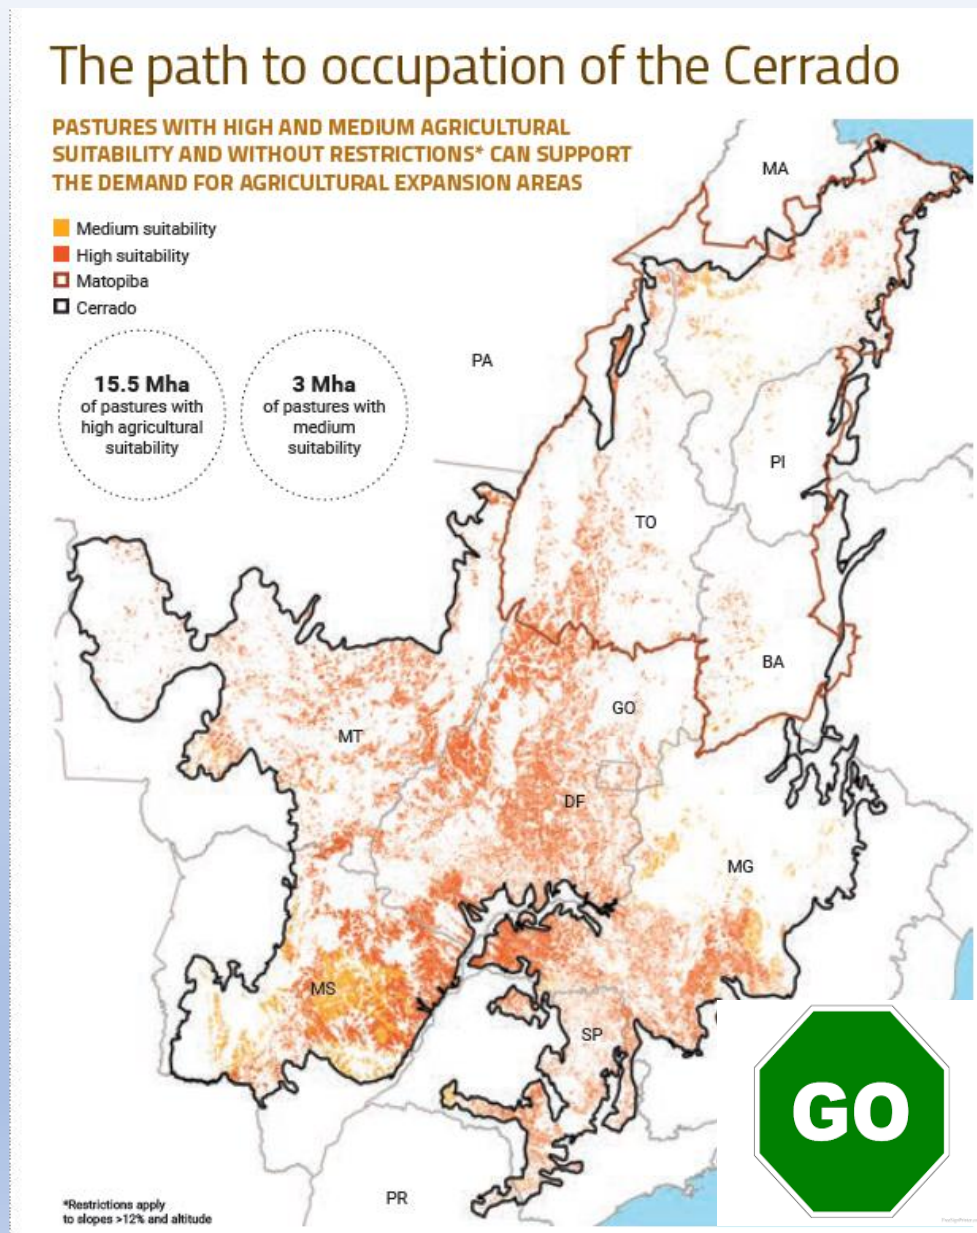 The path to occupation of the Cerrado
PASTURES WITH HIGH AND MEDIUM AGRICULTURAL
SUITABILITY AND WITHOUT RESTRICTIONS* CAN SUPPORT
THE DEMAND FOR AGRICULTURAL EXPANSION AREAS
Medium suitability
High suitability
Matopiba
Cerrado
15.5 Mha
of pastures with
high agricultural
suitability
3 Mha
of pastures with
medium
suitability
MA
PA
PI
TO
BA
GO
MT
DF
MG
MS
SP
PR
GO
*Restrictions apply
to slopes >12% and altitude